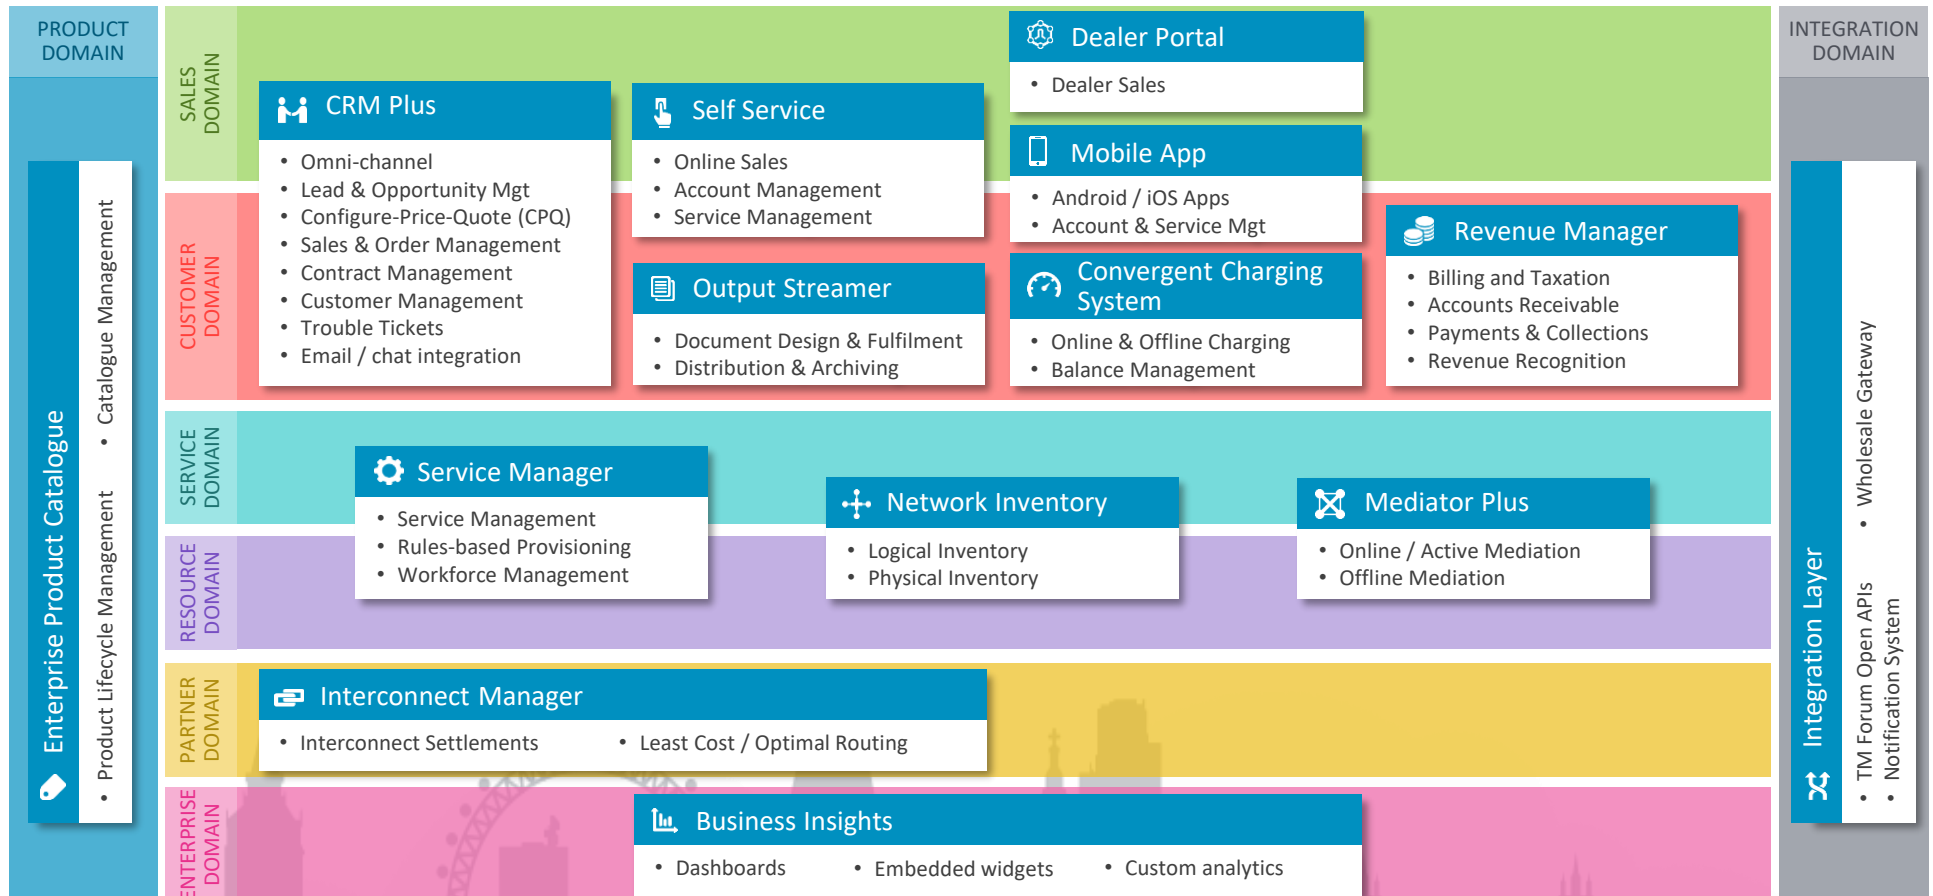 PRODUCT
DOMAIN
Enterprise Product Catalogue
• Product Lifecycle Management
• Catalogue Management
SALES
DOMAIN
CRM Plus
• Omni-channel
• Lead & Opportunity Mgt
• Configure-Price-Quote (CPQ)
• Sales & Order Management
• Contract Management
• Customer Management
• Trouble Tickets
• Email / chat integration
Self Service
• Online Sales
• Account Management
• Service Management
Dealer Portal
• Dealer Sales
Mobile App
• Android / iOS Apps
• Account & Service Mgt
CUSTOMER
DOMAIN
Output Streamer
• Document Design & Fulfilment
• Distribution & Archiving
Convergent Charging
System
• Online & Offline Charging
• Balance Management
Revenue Manager
• Billing and Taxation
• Accounts Receivable
• Payments & Collections
• Revenue Recognition
SERVICE
DOMAIN
Service Manager
• Service Management
• Rules-based Provisioning
• Workforce Management
Network Inventory
• Logical Inventory
• Physical Inventory
Mediator Plus
• Online / Active Mediation
• Offline Mediation
RESOURCE
DOMAIN
PARTNER
DOMAIN
Interconnect Manager
• Interconnect Settlements
• Least Cost / Optimal Routing
ENTERPRISE
DOMAIN
Business Insights
• Dashboards
• Embedded widgets
• Custom analytics
INTEGRATION
DOMAIN
Integration Layer
• TM Forum Open APIs
• Wholesale Gateway
• Notification System